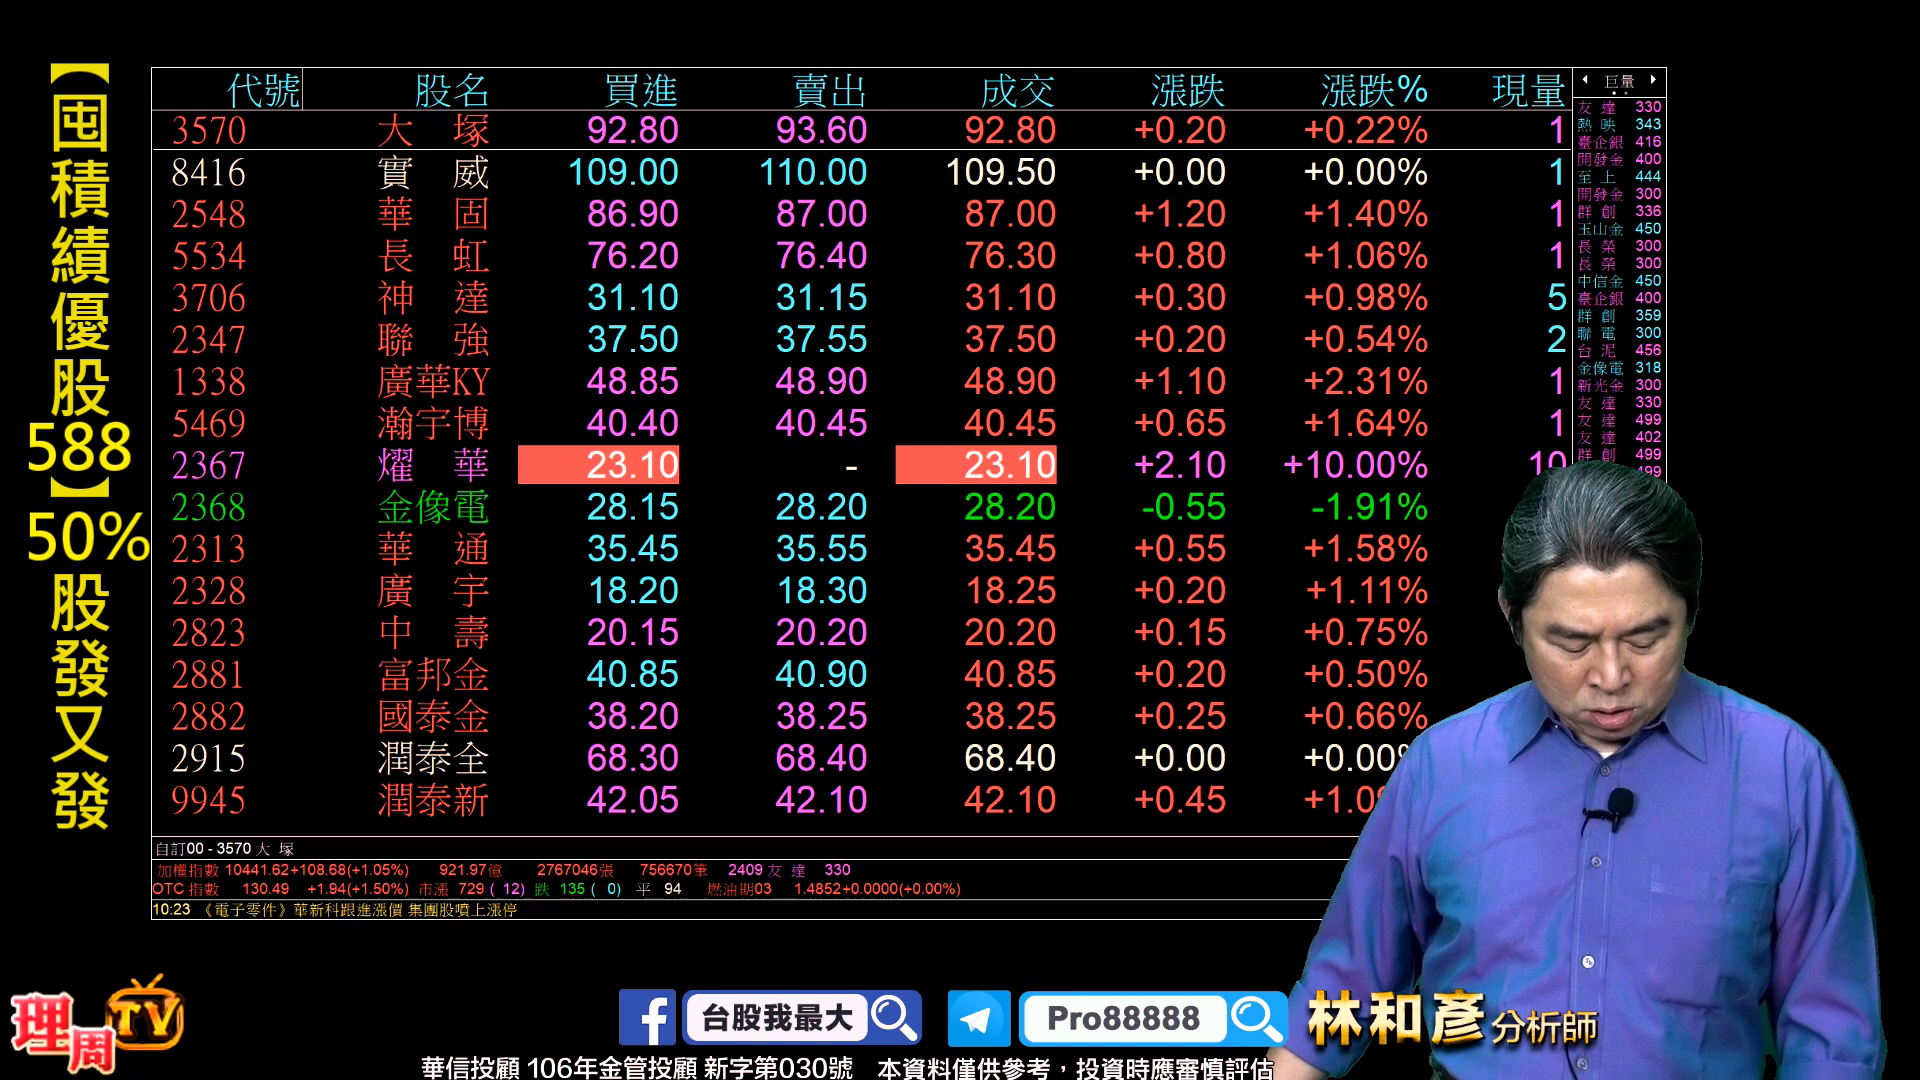 【囤積績優股588】50%股發又發
代號 股名 買進 賣出 成交 漲跌 漲跌% 現量
3570 大塚 92.80 93.60 92.80 +0.20 +0.22% 1
8416 實威 109.00 110.00 109.50 +0.00 +0.00% 1
2548 華固 86.90 87.00 87.00 +1.20 +1.40% 1
5534 長虹 76.20 76.40 76.30 +0.80 +1.06% 1
3706 神達 31.10 31.15 31.10 +0.30 +0.98% 5
2347 聯強 37.50 37.55 37.50 +0.20 +0.54% 2
1338 廣華KY 48.85 48.90 48.90 +1.10 +2.31% 1
5469 瀚宇博 40.40 40.45 40.45 +0.65 +1.64% 1
2367 燿華 23.10 - 23.10 +2.10 +10.00% 10
2368 金像電 28.15 28.20 28.20 -0.55 -1.91%
2313 華通 35.45 35.55 35.45 +0.55 +1.58%
2328 廣宇 18.20 18.30 18.25 +0.20 +1.11%
2823 中壽 20.15 20.20 20.20 +0.15 +0.75%
2881 富邦金 40.85 40.90 40.85 +0.20 +0.50%
2882 國泰金 38.20 38.25 38.25 +0.25 +0.66%
2915 潤泰全 68.30 68.40 68.40 +0.00 +0.00%
9945 潤泰新 42.05 42.10 42.10 +0.45 +1.0
巨量
友達 330
熱映 343
臺企銀 416
開發金 400
至上 444
開發金 300
群創 336
玉山金 450
長榮 300
長榮 300
中信金 450
臺企銀 400
群創 359
聯電 300
台泥 456
金像電 318
新光金 300
友達 330
友達 499
友達 402
群創 499
499
自訂00 - 3570 大塚
加權指數 10441.62+108.68(+1.05%) 921.97億 2767046張 756670筆 2409 友達 330
OTC 指數 130.49 +1.94(+1.50%) 市漲 729 ( 12) 跌 135 ( 0) 平 94 燃油期03 1.4852+0.0000(+0.00%)
10:23 《電子零件》華新科跟進漲價 集團股噴上漲停
理周TV
台股我最大
Pro88888
林和彥 分析師
華信投顧 106年金管投顧 新字第030號 本資料僅供參考，投資時應審慎評估